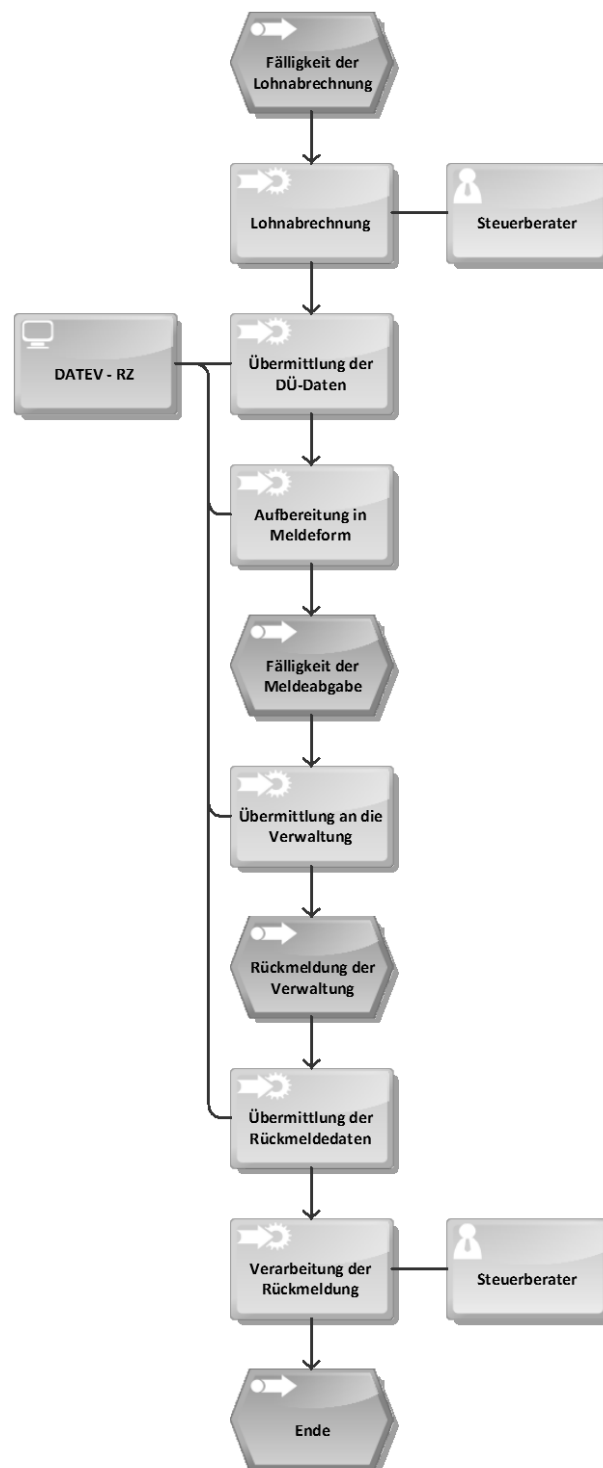 Fälligkeit der
Lohnabrechnung
Lohnabrechnung
Steuerberater
DATEV - RZ
Übermittlung der
DÜ-Daten
Aufbereitung in
Meldeform
Fälligkeit der
Meldeabgabe
Übermittlung an die
Verwaltung
Rückmeldung der
Verwaltung
Übermittlung der
Rückmeldedaten
Verarbeitung der
Rückmeldung
Steuerberater
Ende